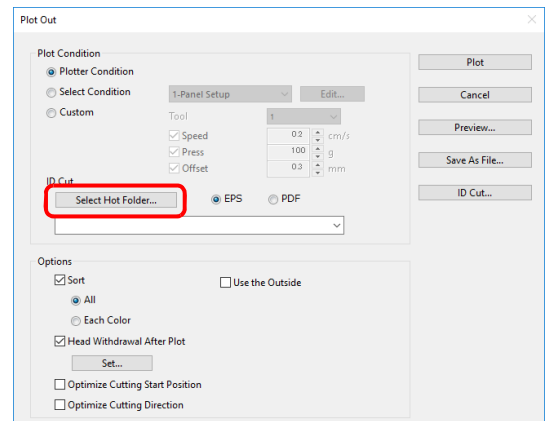 Plot Out
Plot Condition
Plotter Condition
Select Condition
1-Panel Setup
Edit...
Custom
Tool
1
Speed
0.2
cm/s
Press
100
g
Offset
0.3
mm
ID Cut
Select Hot Folder...
EPS
PDF
Options
Sort
Use the Outside
All
Each Color
Head Withdrawal After Plot
Set...
Optimize Cutting Start Position
Optimize Cutting Direction
Plot
Cancel
Preview...
Save As File...
ID Cut...